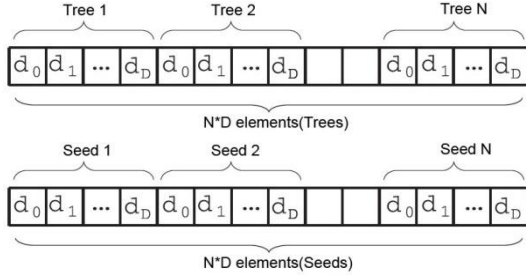 Tree 1 Tree 2 Tree N
d0 d1 ... dD d0 d1 ... dD d0 d1 ... dD
N*D elements(Trees)
Seed 1 Seed 2 Seed N
d0 d1 ... dD d0 d1 ... dD d0 d1 ... dD
N*D elements(Seeds)